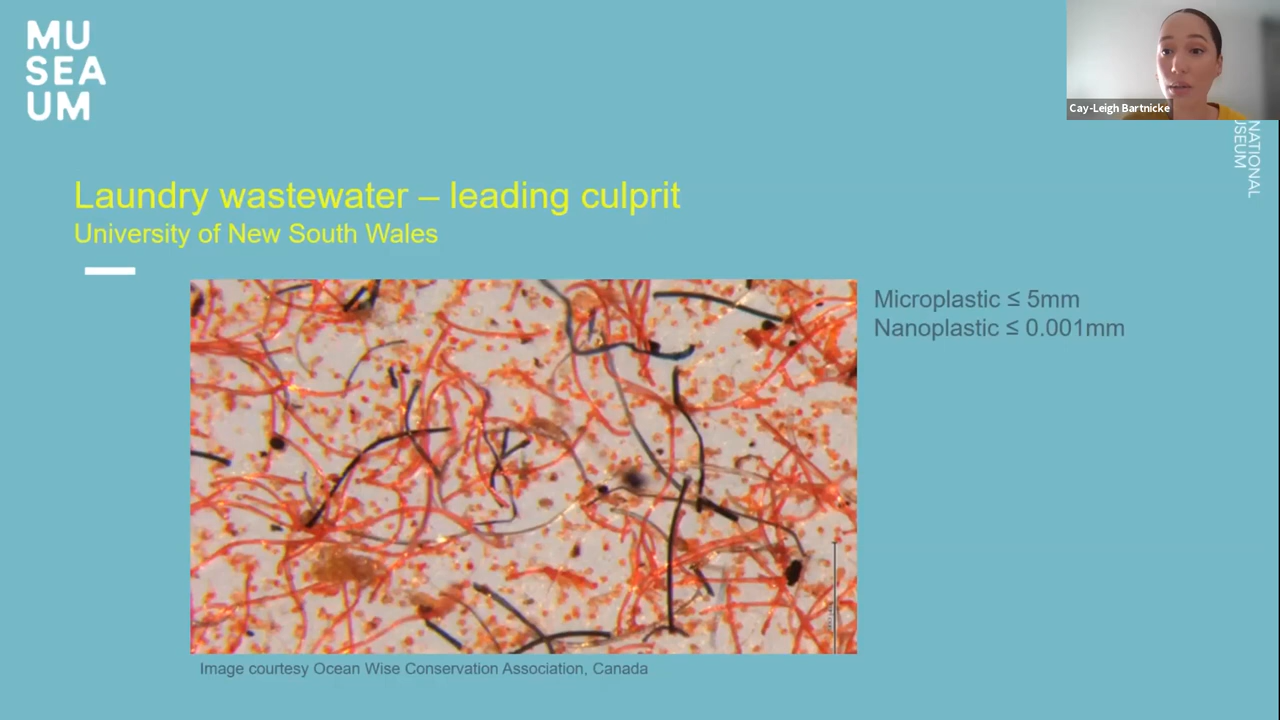 MU
SEA
UM
Cay-Leigh Bartnicke
NATIONAL
USEUM
Laundry wastewater – leading culprit
University of New South Wales
Microplastic ≤ 5mm
Nanoplastic ≤ 0.001mm
Image courtesy Ocean Wise Conservation Association, Canada